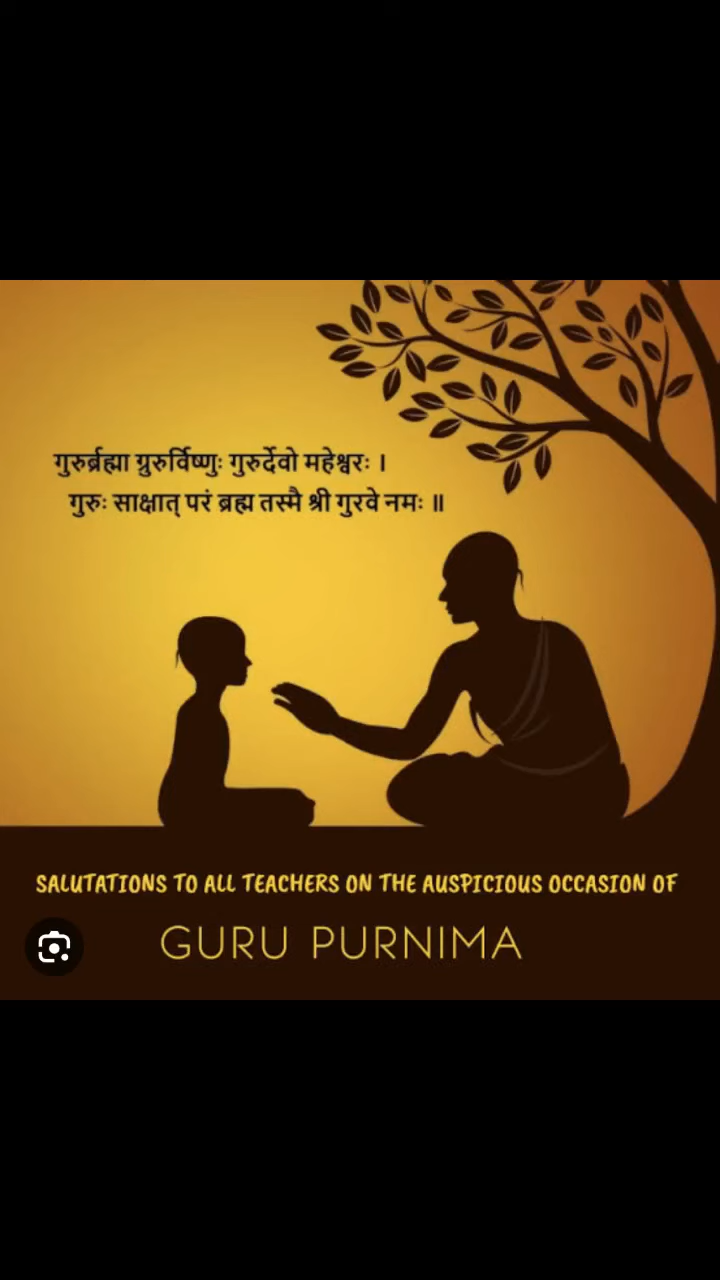 गुरुर्ब्रह्मा ग्रुरुर्विष्णुः गुरुर्देवो महेश्वरः ।
गुरुः साक्षात् परं ब्रह्म तस्मै श्री गुरवे नमः ॥
SALUTATIONS TO ALL TEACHERS ON THE AUSPICIOUS OCCASION OF
GURU PURNIMA